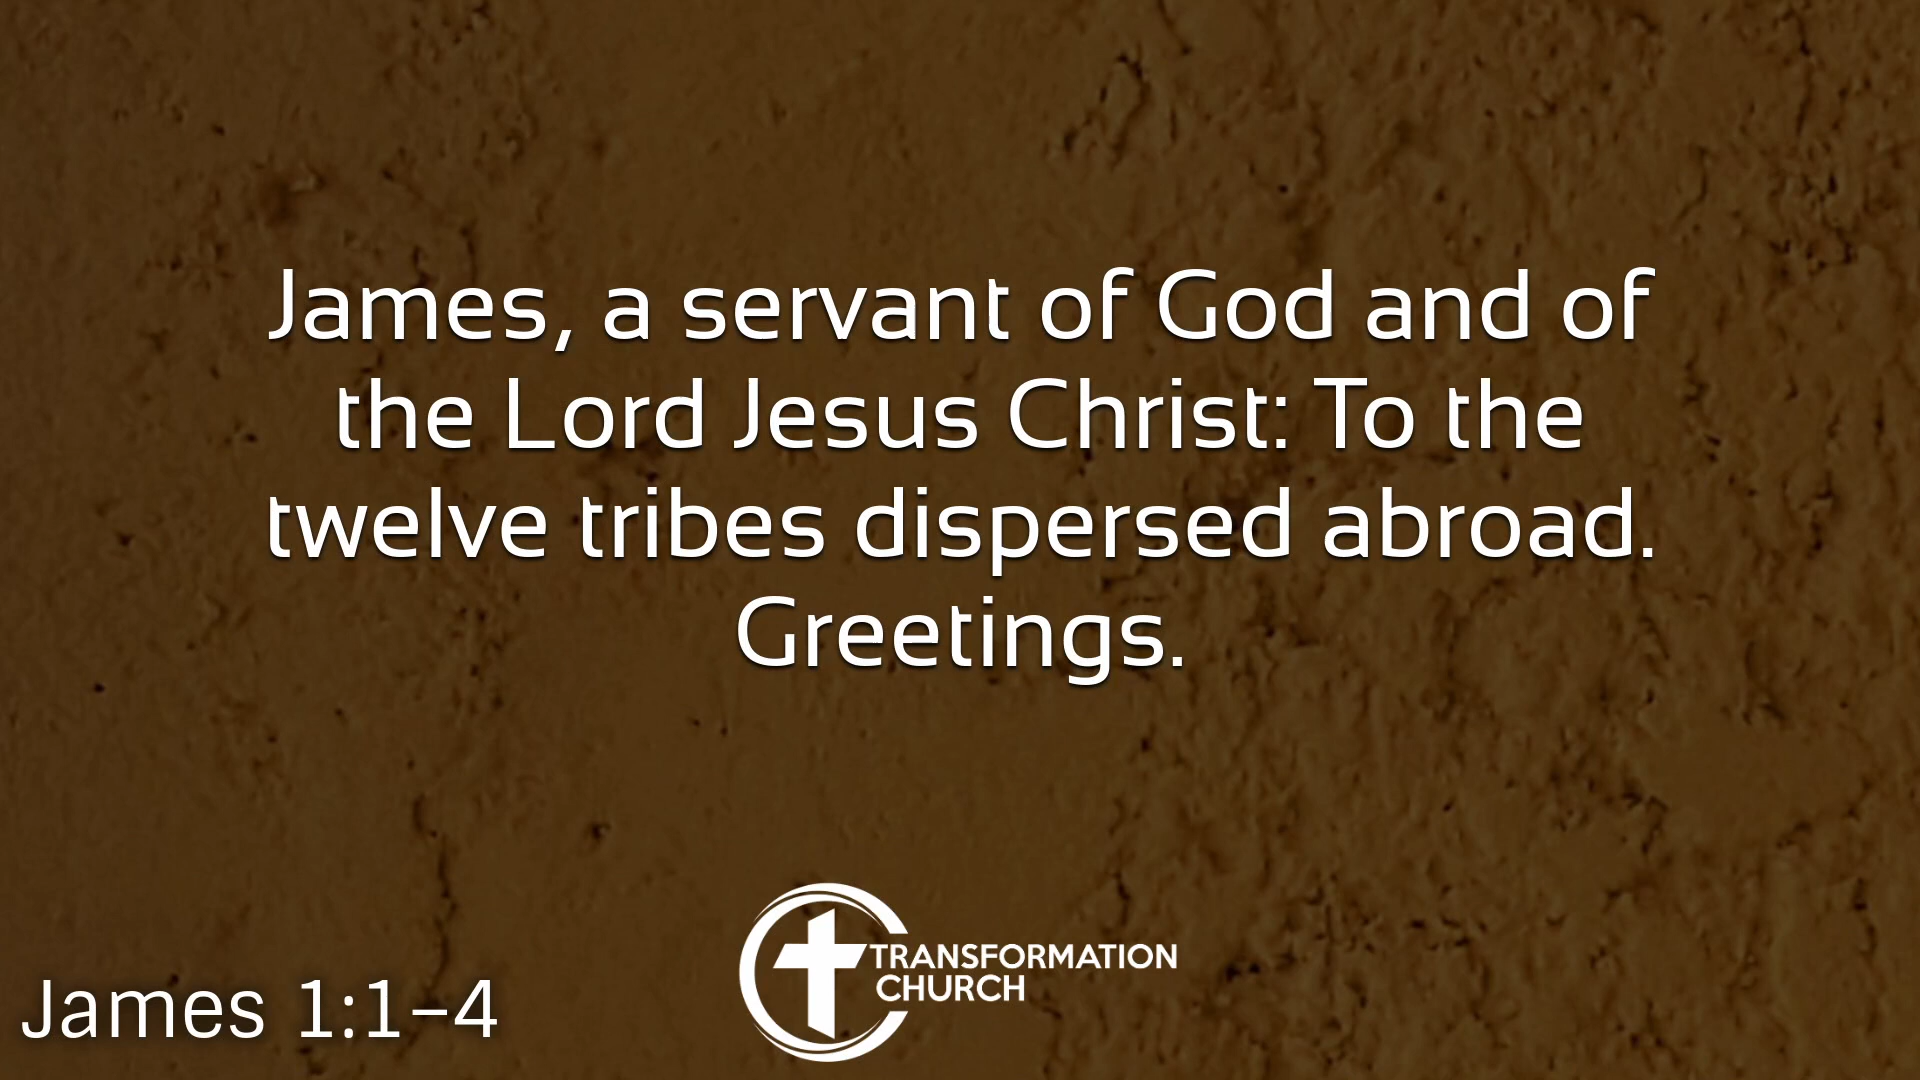 James, a servant of God and of
the Lord Jesus Christ: To the
twelve tribes dispersed abroad.
Greetings.
TRANSFORMATION
CHURCH
James 1:1–4